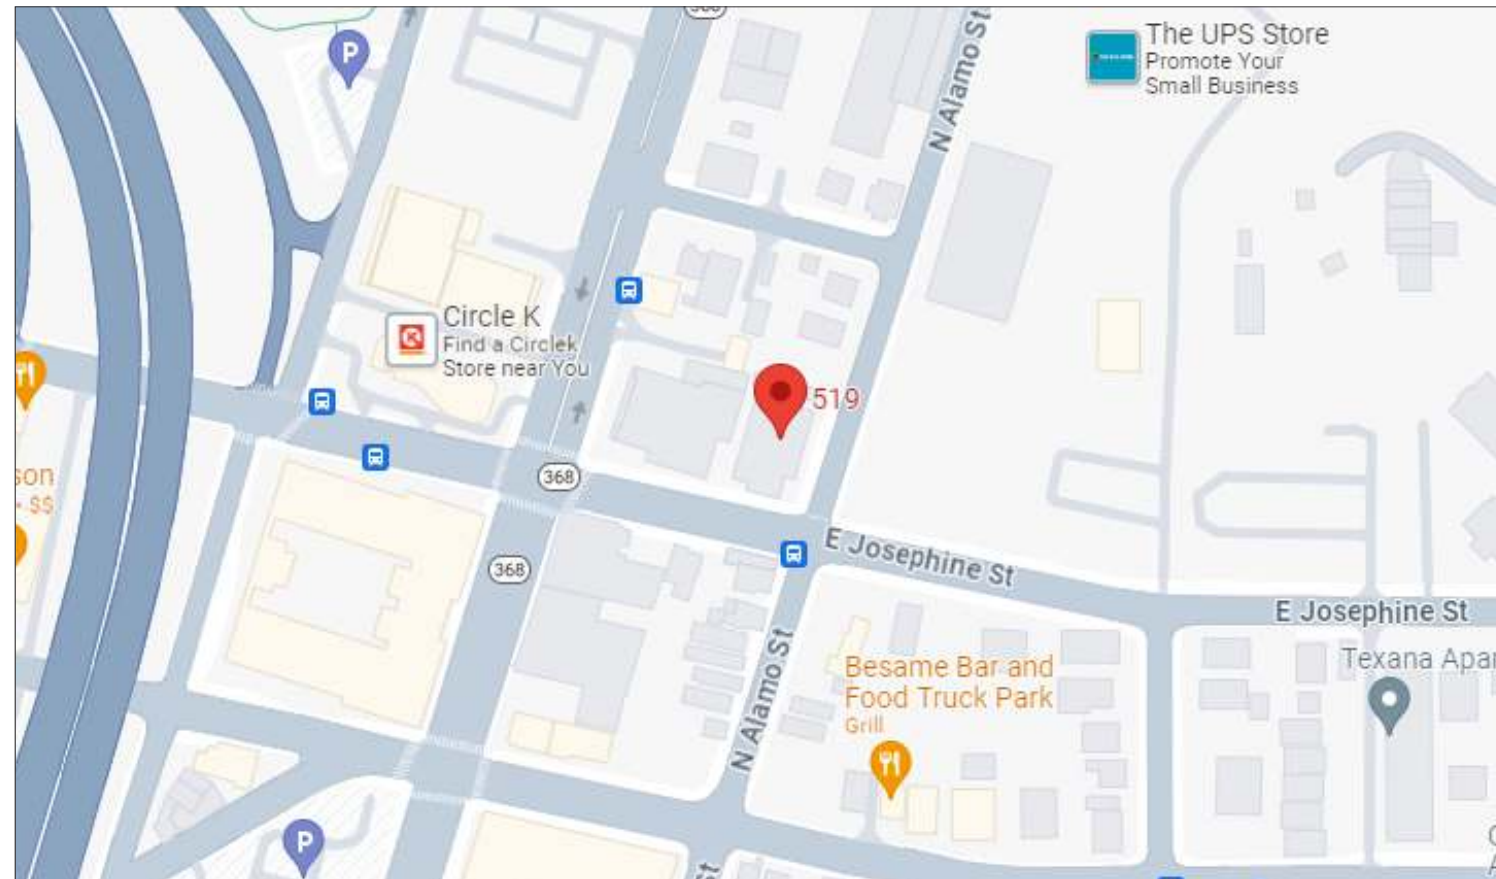 P
N Alamo St
The UPS Store
Promote Your
Small Business
Circle K
Find a Circlek
Store near You
519
son
· $$
368
368
E Josephine St
E Josephine St
Besame Bar and
Food Truck Park
Grill
Texana Apar
N Alamo St
P
St